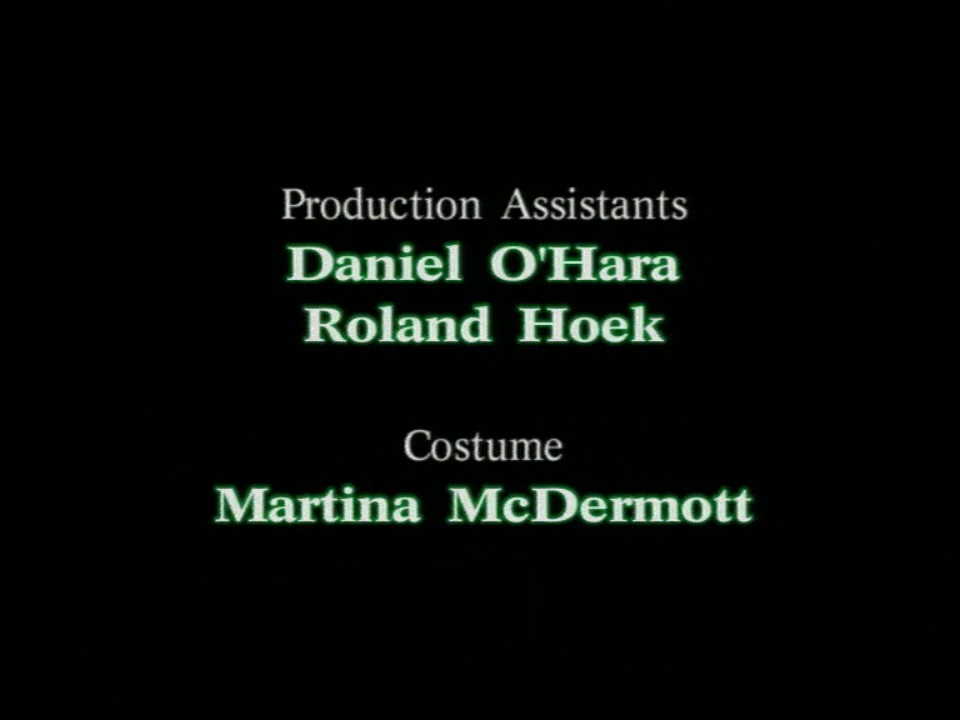 Production Assistants
Daniel O'Hara
Roland Hoek
Costume
Martina McDermott